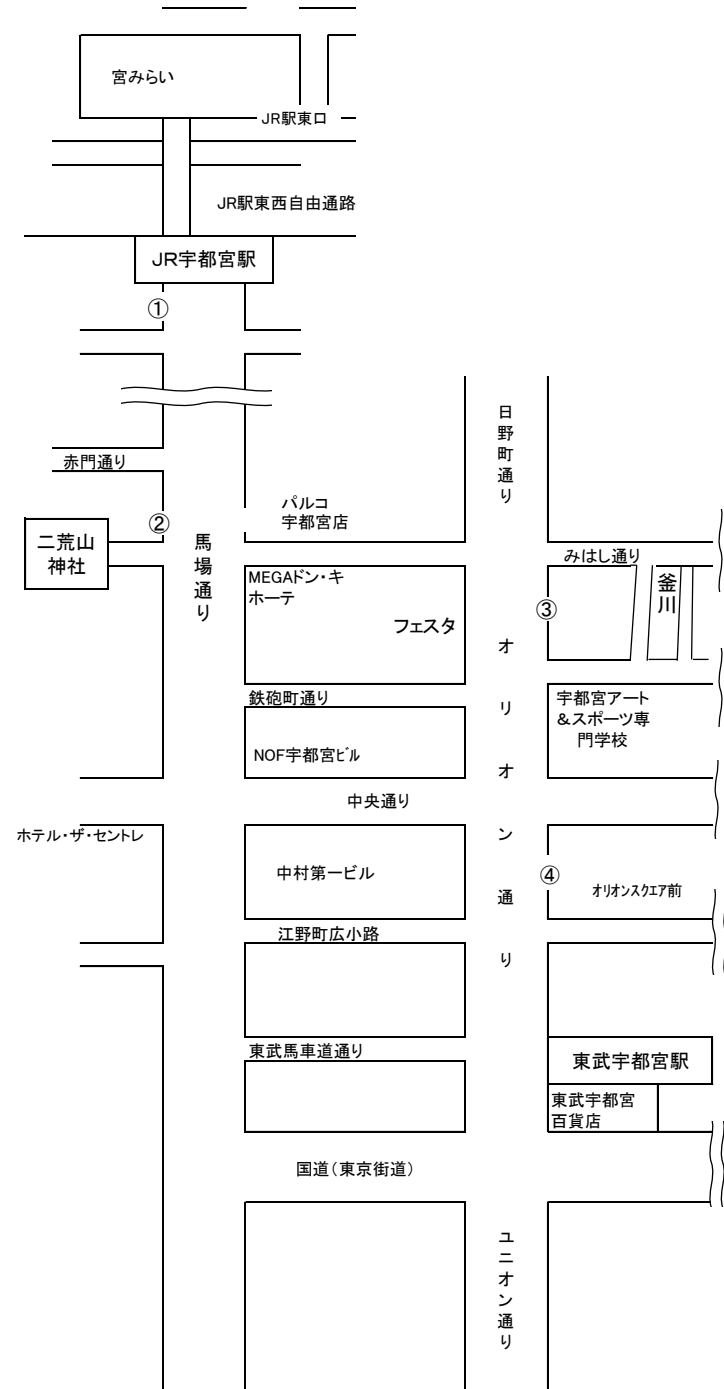 宮みらい
JR駅東口
JR駅東西自由通路
JR宇都宮駅
①
日野町通り
赤門通り
②
パルコ
宇都宮店
二荒山
神社
馬場通り
みはし通り
MEGAドン・キ
ホーテ
釜川
③
フェスタ
オリオン通り
鉄砲町通り
宇都宮アート
&スポーツ専
門学校
NOF宇都宮ビル
中央通り
ホテル・ザ・セントレ
中村第一ビル
④
オリオンスクエア前
江野町広小路
東武馬車道通り
東武宇都宮駅
東武宇都宮
百貨店
国道(東京街道)
ユニオン通り